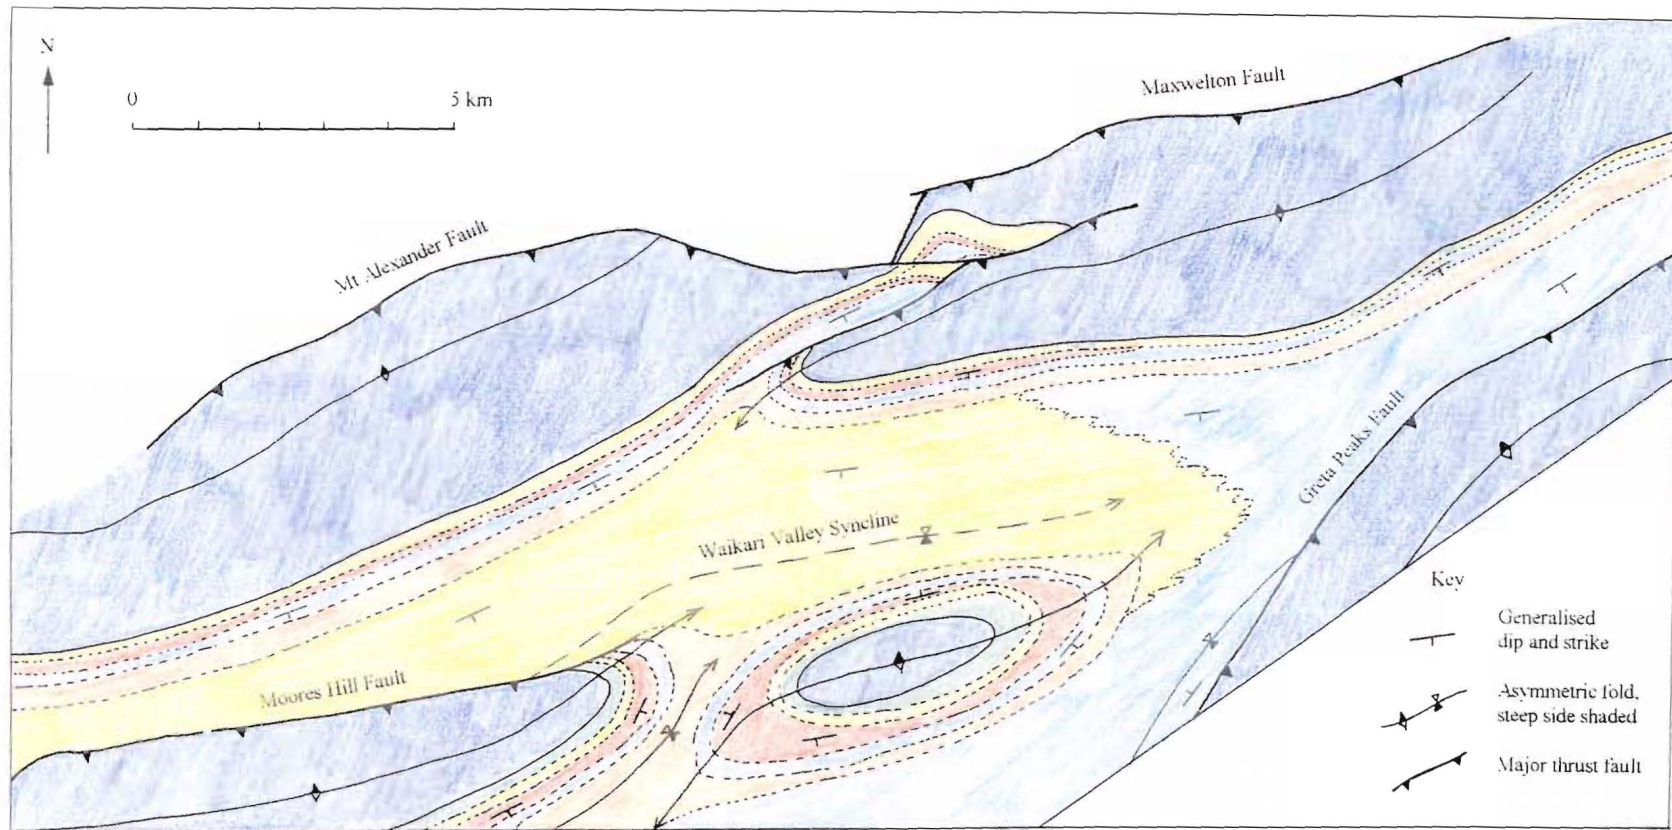 N
0 5 km
Maxwelton Fault
Mt Alexander Fault
Greta Peaks Fault
Waikari Valley Syncline
Moores Hill Fault
Key
Generalised
dip and strike
Asymmetric fold,
steep side shaded
Major thrust fault